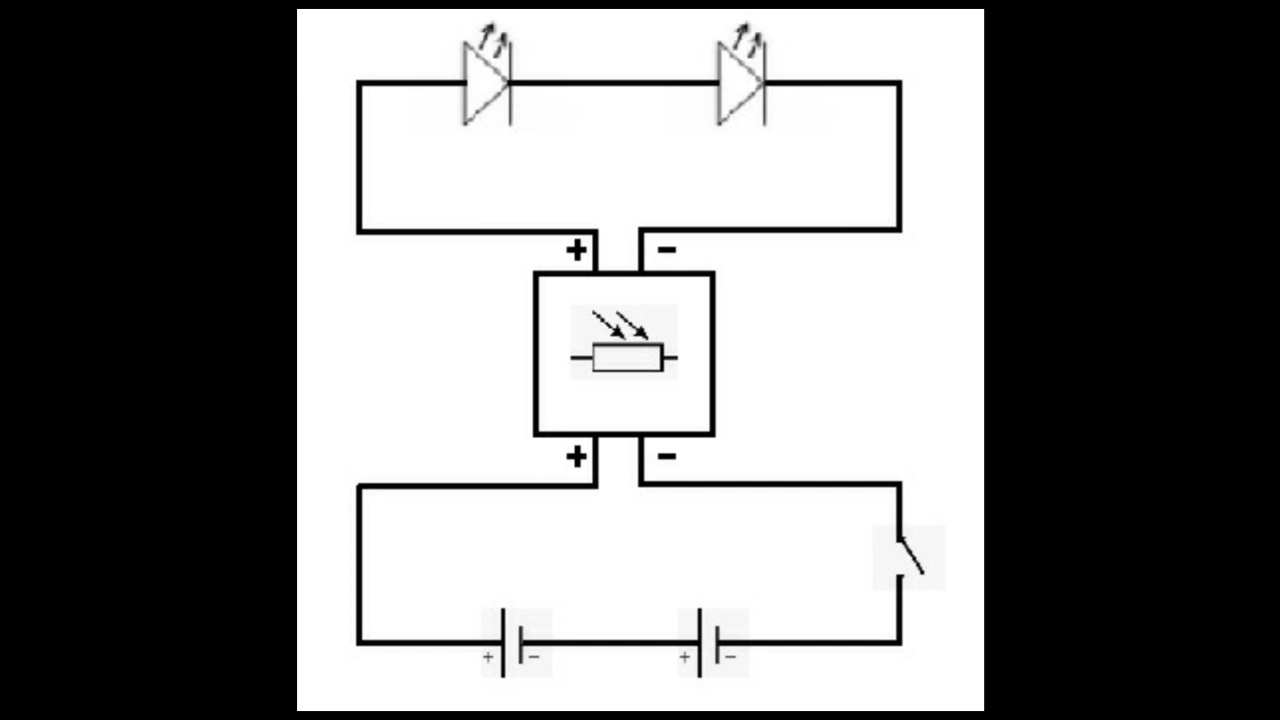 + −
+ −
+ − + −